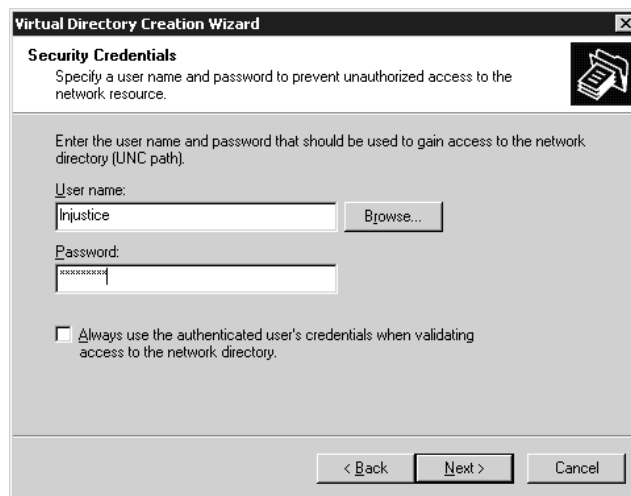 Virtual Directory Creation Wizard
Security Credentials
Specify a user name and password to prevent unauthorized access to the
network resource.
Enter the user name and password that should be used to gain access to the network
directory (UNC path).
User name:
Injustice
Browse...
Password:
*********
Always use the authenticated user's credentials when validating
access to the network directory.
< Back
Next >
Cancel